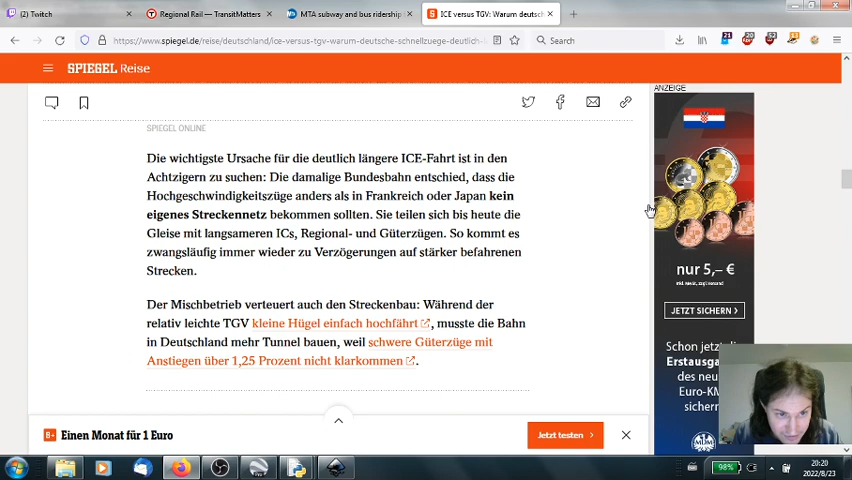 (2) Twitch
Regional Rail — TransitMatters
MTA subway and bus ridership
ICE versus TGV: Warum deutsch
https://www.spiegel.de/reise/deutschland/ice-versus-tgv-warum-deutsche-schnellzuege-deutlich-l
Search
SPIEGEL Reise
ANZEIGE
SPIEGEL ONLINE
Die wichtigste Ursache für die deutlich längere ICE-Fahrt ist in den
Achtzigern zu suchen: Die damalige Bundesbahn entschied, dass die
Hochgeschwindigkeitszüge anders als in Frankreich oder Japan kein
eigenes Streckennetz bekommen sollten. Sie teilen sich bis heute die
Gleise mit langsameren ICs, Regional- und Güterzügen. So kommt es
zwangsläufig immer wieder zu Verzögerungen auf stärker befahrenen
Strecken.
Der Mischbetrieb verteuert auch den Streckenbau: Während der
relativ leichte TGV kleine Hügel einfach hochfährt, musste die Bahn
in Deutschland mehr Tunnel bauen, weil schwere Güterzüge mit
Anstiegen über 1,25 Prozent nicht klarkommen.
nur 5,– €
JETZT SICHERN
Schon jetzt die
Erstausga
des neue
Euro-KM
sichern
MDM
S+ Einen Monat für 1 Euro
Jetzt testen
98%
20:20
2022/8/23